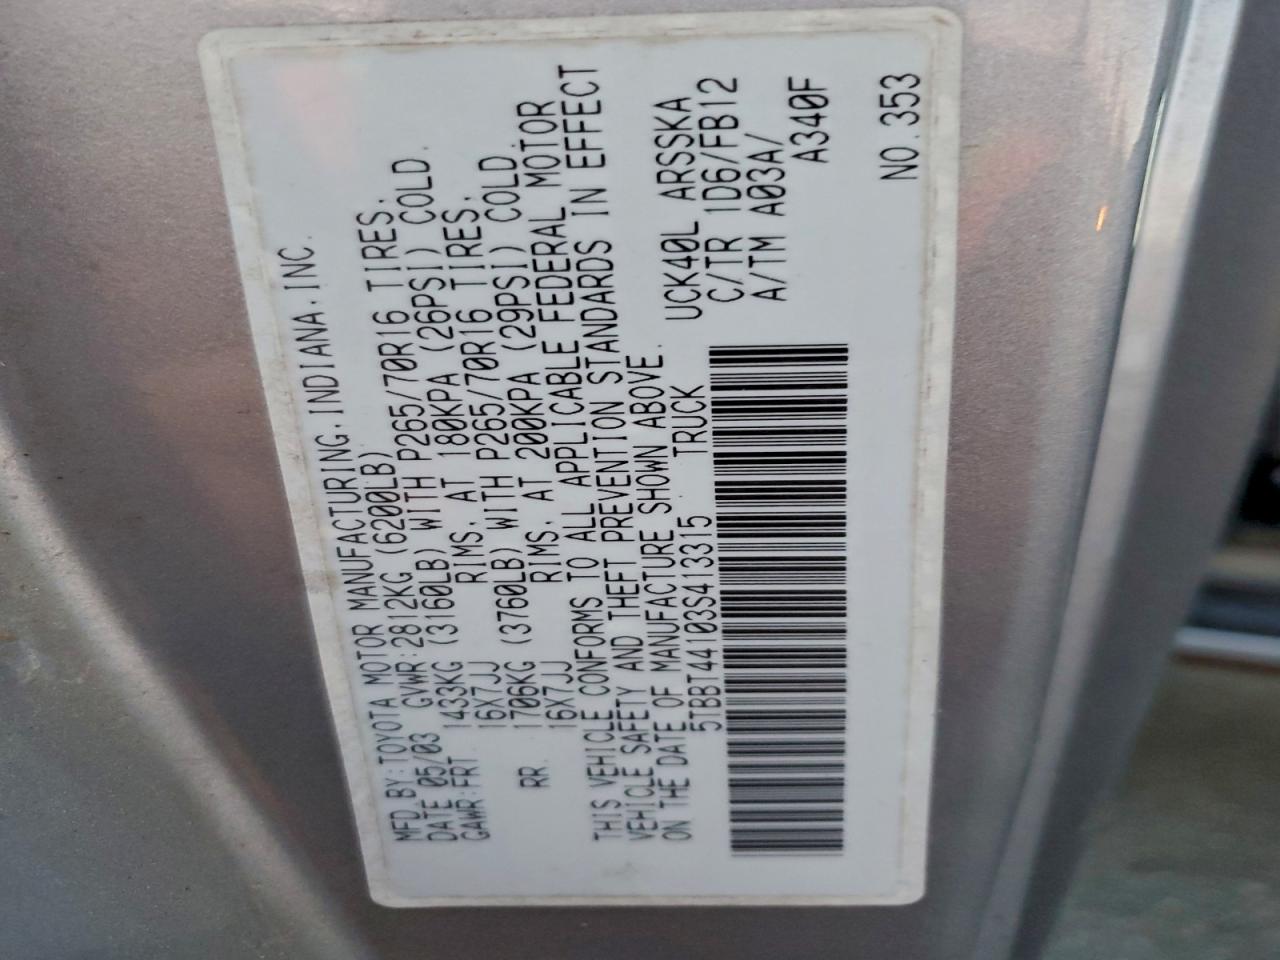 MFD.BY:TOYOTA MOTOR MANUFACTURING,INDIANA,INC.
DATE 05/03 GVWR:2812KG (6200LB)
GAWR:FRT 1433KG (3160LB) WITH P265/70R16 TIRES,
16X7JJ RIMS, AT 180KPA (26PSI) COLD.
RR. 1706KG (3760LB) WITH P265/70R16 TIRES,
16X7JJ RIMS, AT 200KPA (29PSI) COLD.
THIS VEHICLE CONFORMS TO ALL APPLICABLE FEDERAL MOTOR
VEHICLE SAFETY AND THEFT PREVENTION STANDARDS IN EFFECT
ON THE DATE OF MANUFACTURE SHOWN ABOVE.
5TBBT44103S413315 TRUCK
UCK40L ARSSKA
C/TR 1D6/FB12
A/TM A03A/
A340F
NO.353